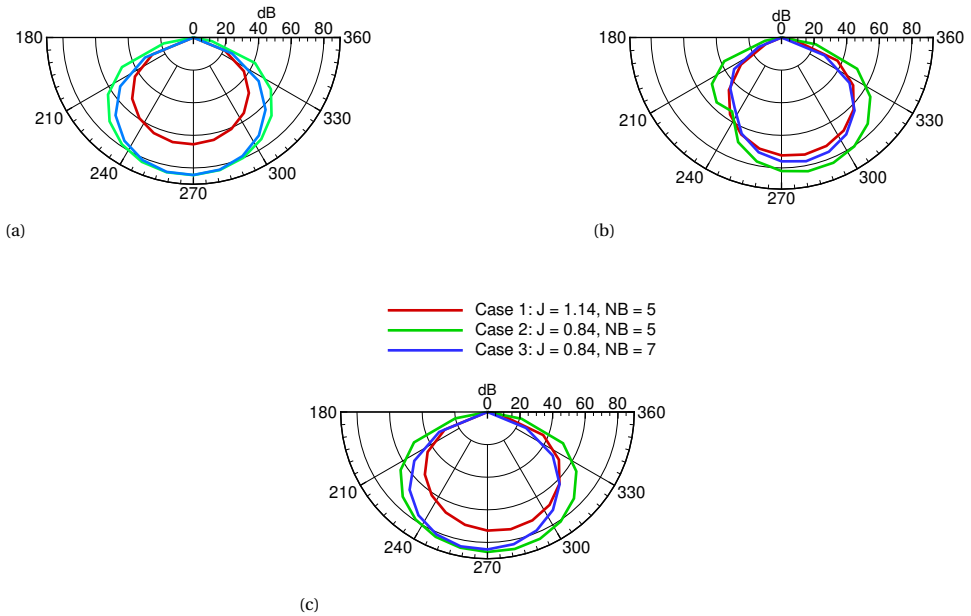 dB
180 0 20 40 60 80 360
210 330
240 300
270
(a)
dB
180 0 20 40 60 80 360
210 330
240 300
270
(b)
Case 1: J = 1.14, NB = 5
Case 2: J = 0.84, NB = 5
Case 3: J = 0.84, NB = 7
dB
180 0 20 40 60 80 360
210 330
240 300
270
(c)